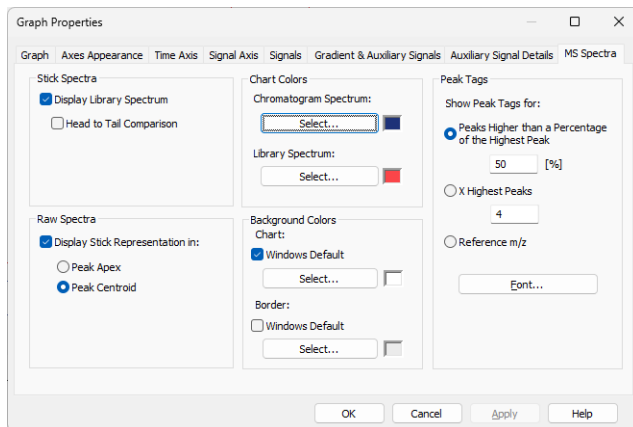 Graph Properties
Graph Axes Appearance Time Axis Signal Axis Signals Gradient & Auxiliary Signals Auxiliary Signal Details MS Spectra
Stick Spectra
Display Library Spectrum
Head to Tail Comparison
Raw Spectra
Display Stick Representation in:
Peak Apex
Peak Centroid
Chart Colors
Chromatogram Spectrum:
Select...
Library Spectrum:
Select...
Background Colors
Chart:
Windows Default
Select...
Border:
Windows Default
Select...
Peak Tags
Show Peak Tags for:
Peaks Higher than a Percentage
of the Highest Peak
50 [%]
X Highest Peaks
4
Reference m/z
Font...
OK Cancel Apply Help